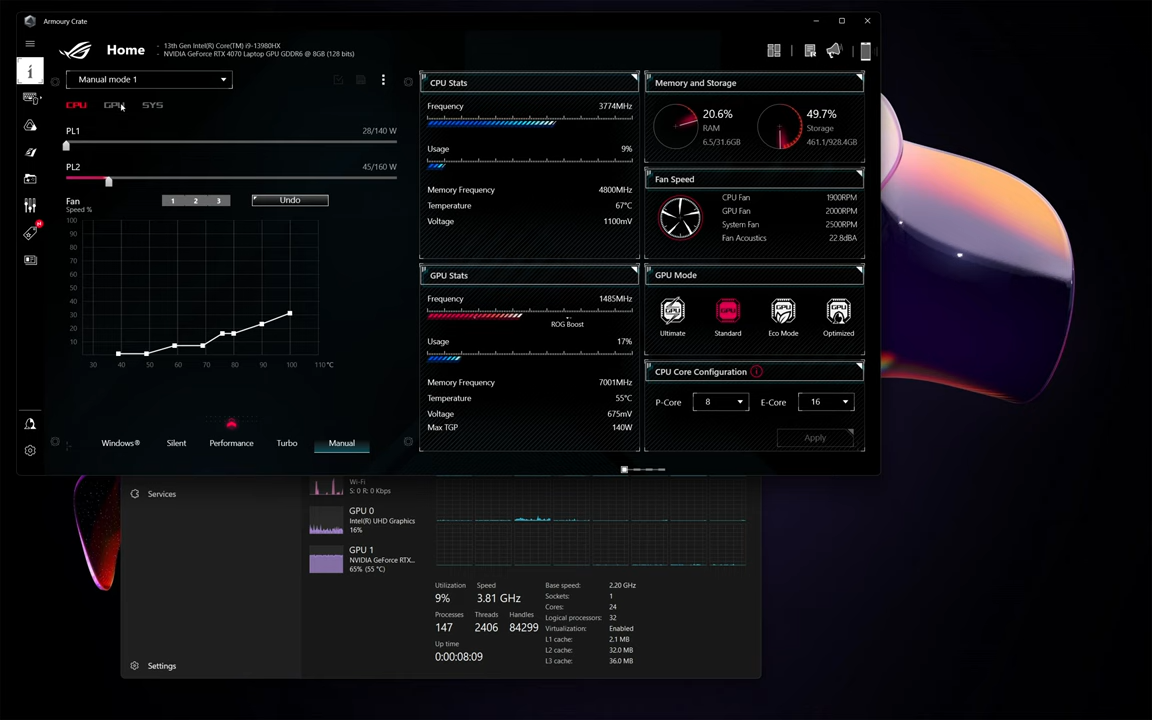 Armoury Crate
Home
13th Gen Intel(R) Core(TM) i9-13980HX
NVIDIA GeForce RTX 4070 Laptop GPU GDDR6 @ 8GB (128 bits)
Manual mode 1
CPU GPU SYS
PL1 28/140 W
PL2 45/160 W
Fan
Speed %
1 2 3
Undo
100
90
80
70
60
50
40
30
20
10
30 40 50 60 70 80 90 100 110 °C
Windows® Silent Performance Turbo Manual
CPU Stats
Frequency 3774MHz
Usage 9%
Memory Frequency 4800MHz
Temperature 67°C
Voltage 1100mV
GPU Stats
Frequency 1485MHz
ROG Boost
Usage 17%
Memory Frequency 7001MHz
Temperature 55°C
Voltage 675mV
Max TGP 140W
Memory and Storage
20.6%
RAM
6.5/31.6GB
49.7%
Storage
461.1/928.4GB
Fan Speed
CPU Fan 1900RPM
GPU Fan 2000RPM
System Fan 2500RPM
Fan Acoustics 22.8dBA
GPU Mode
GPU GPU GPU GPU
Ultimate Standard Eco Mode Optimized
CPU Core Configuration
P-Core 8 E-Core 16
Apply
Services
Settings
Wi-Fi
S: 0 R: 0 Kbps
GPU 0
Intel(R) UHD Graphics
16%
GPU 1
NVIDIA GeForce RTX...
65% (55 °C)
Utilization Speed
9% 3.81 GHz
Processes Threads Handles
147 2406 84299
Up time
0:00:08:09
Base speed: 2.20 GHz
Sockets: 1
Cores: 24
Logical processors: 32
Virtualization: Enabled
L1 cache: 2.1 MB
L2 cache: 32.0 MB
L3 cache: 36.0 MB